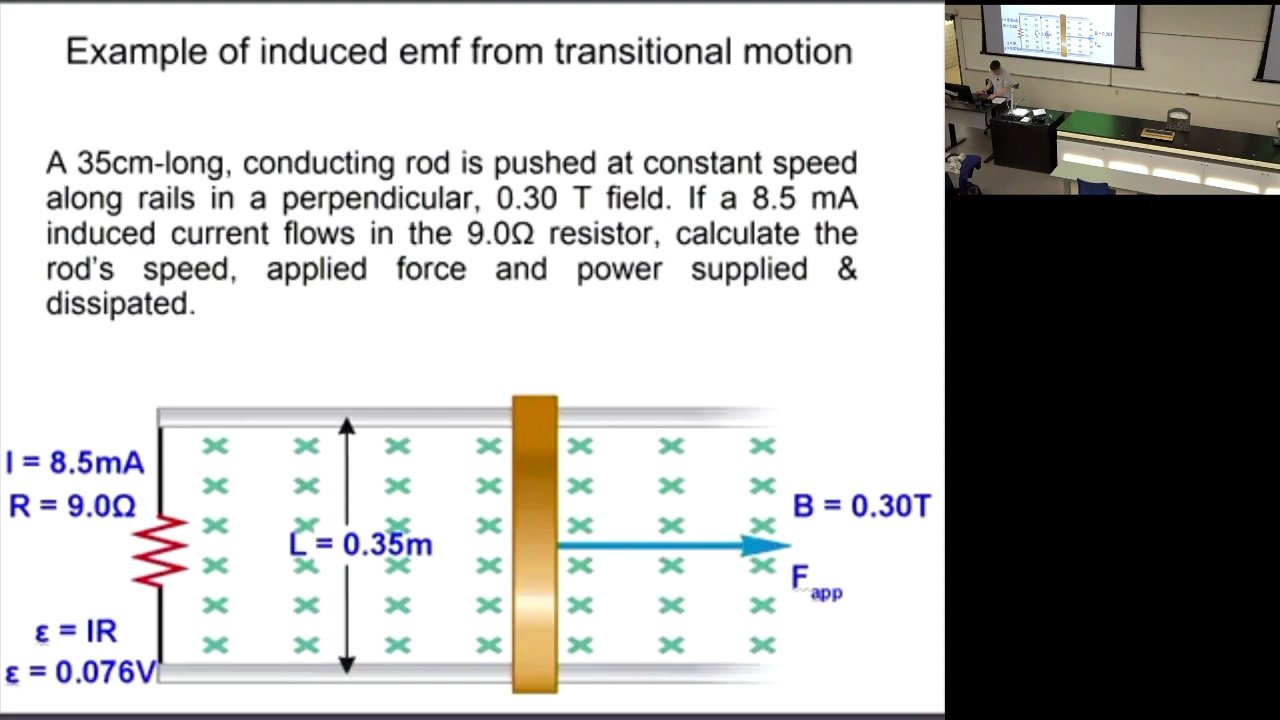 Example of induced emf from transitional motion
A 35cm-long, conducting rod is pushed at constant speed
along rails in a perpendicular, 0.30 T field. If a 8.5 mA
induced current flows in the 9.0Ω resistor, calculate the
rod's speed, applied force and power supplied &
dissipated.
I = 8.5mA
R = 9.0Ω
L = 0.35m
B = 0.30T
F app
ε = IR
ε = 0.076V